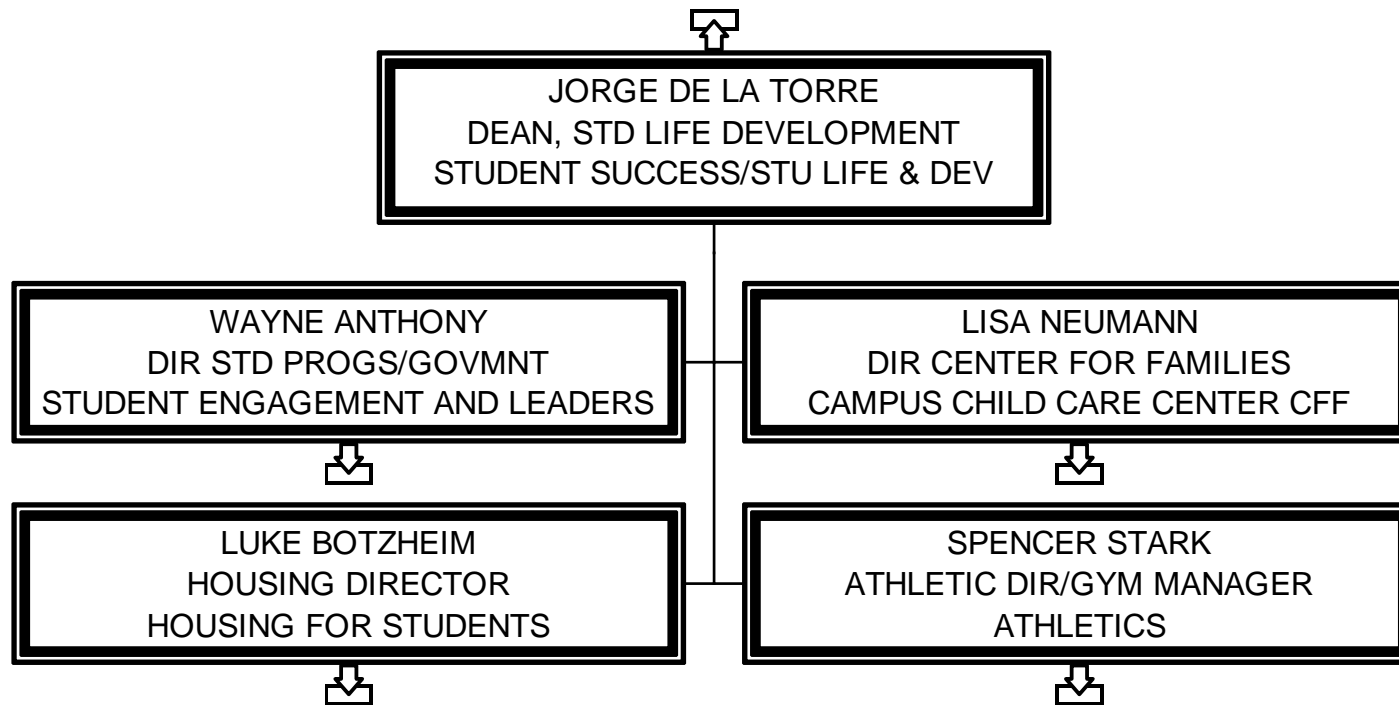 JORGE DE LA TORRE
DEAN, STD LIFE DEVELOPMENT
STUDENT SUCCESS/STU LIFE & DEV
WAYNE ANTHONY
DIR STD PROGS/GOVMNT
STUDENT ENGAGEMENT AND LEADERS
LISA NEUMANN
DIR CENTER FOR FAMILIES
CAMPUS CHILD CARE CENTER CFF
LUKE BOTZHEIM
HOUSING DIRECTOR
HOUSING FOR STUDENTS
SPENCER STARK
ATHLETIC DIR/GYM MANAGER
ATHLETICS